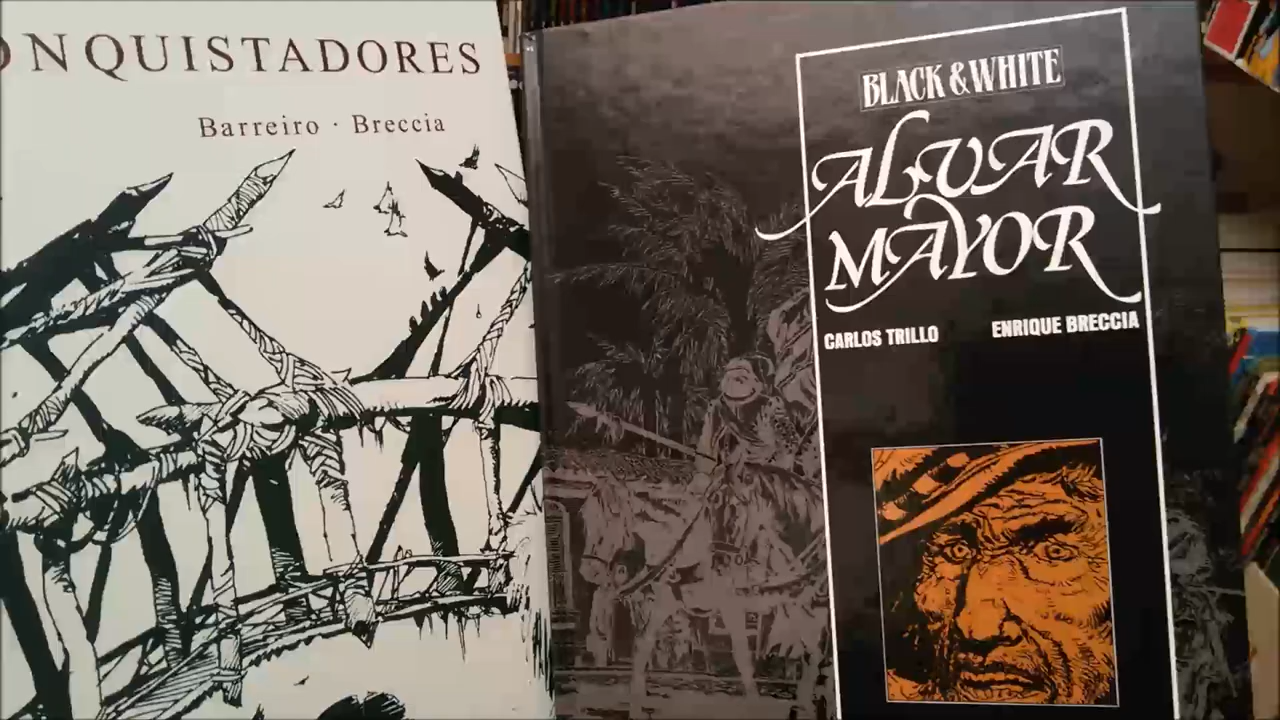 ONQUISTADORES
Barreiro · Breccia
BLACK & WHITE
ALVAR
MAYOR
CARLOS TRILLO
ENRIQUE BRECCIA